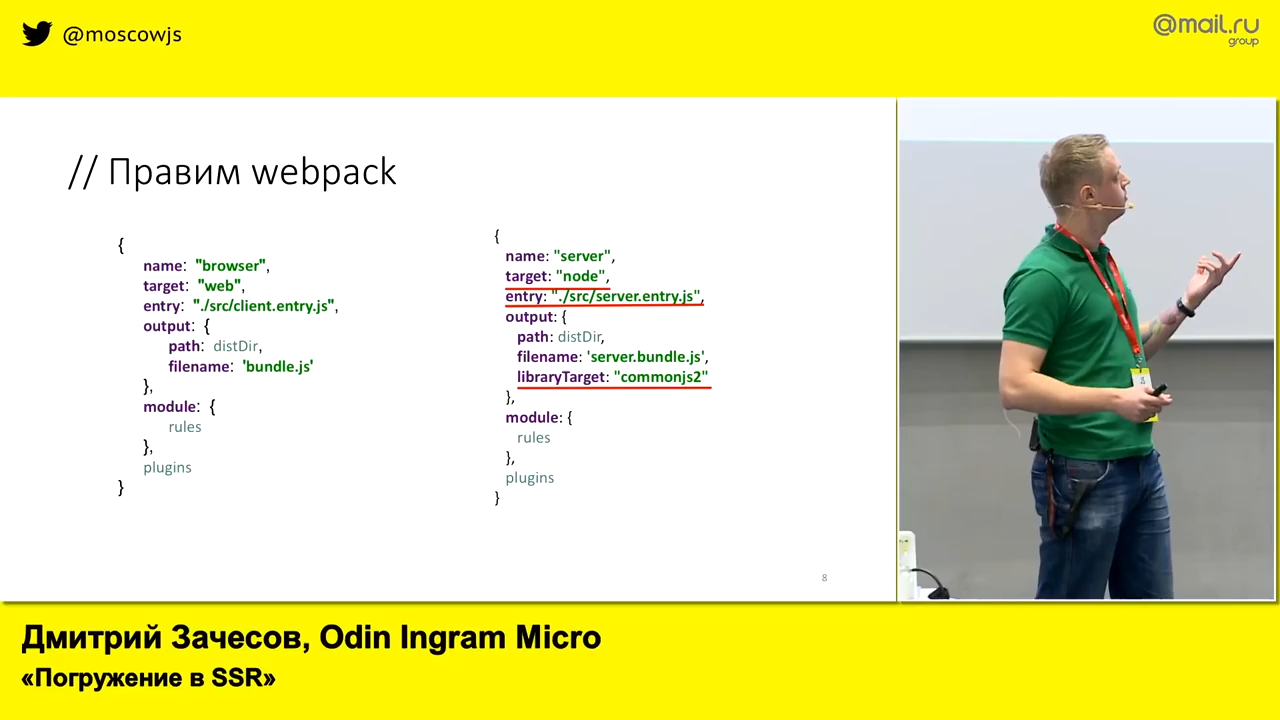 @moscowjs
@mail.ru
group
// Правим webpack
{
name: "browser",
target: "web",
entry: "./src/client.entry.js",
output: {
path: distDir,
filename: 'bundle.js'
},
module: {
rules
},
plugins
}
{
name: "server",
target: "node",
entry: "./src/server.entry.js",
output: {
path: distDir,
filename: 'server.bundle.js',
libraryTarget: "commonjs2"
},
module: {
rules
},
plugins
}
8
Дмитрий Зачесов, Odin Ingram Micro
«Погружение в SSR»